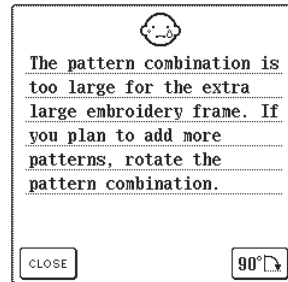 The pattern combination is
too large for the extra
large embroidery frame. If
you plan to add more
patterns, rotate the
pattern combination.
CLOSE
90°